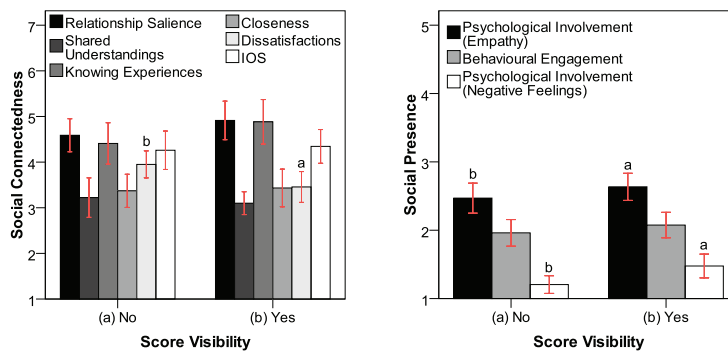 Social Connectedness
7
6
5
4
3
2
1
Relationship Salience
Shared
Understandings
Knowing Experiences
Closeness
Dissatisfactions
IOS
b
a
(a) No
(b) Yes
Score Visibility
Social Presence
5
4
3
2
1
Psychological Involvement
(Empathy)
Behavioural Engagement
Psychological Involvement
(Negative Feelings)
b
a
b
a
(a) No
(b) Yes
Score Visibility